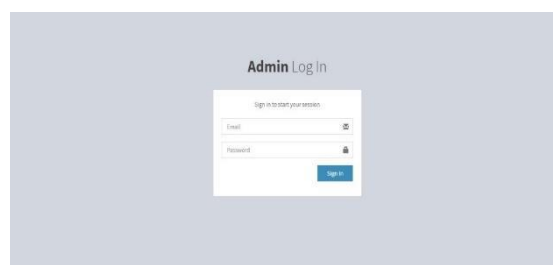 Admin Log In
Sign in to start your session
Email
Password
Sign In